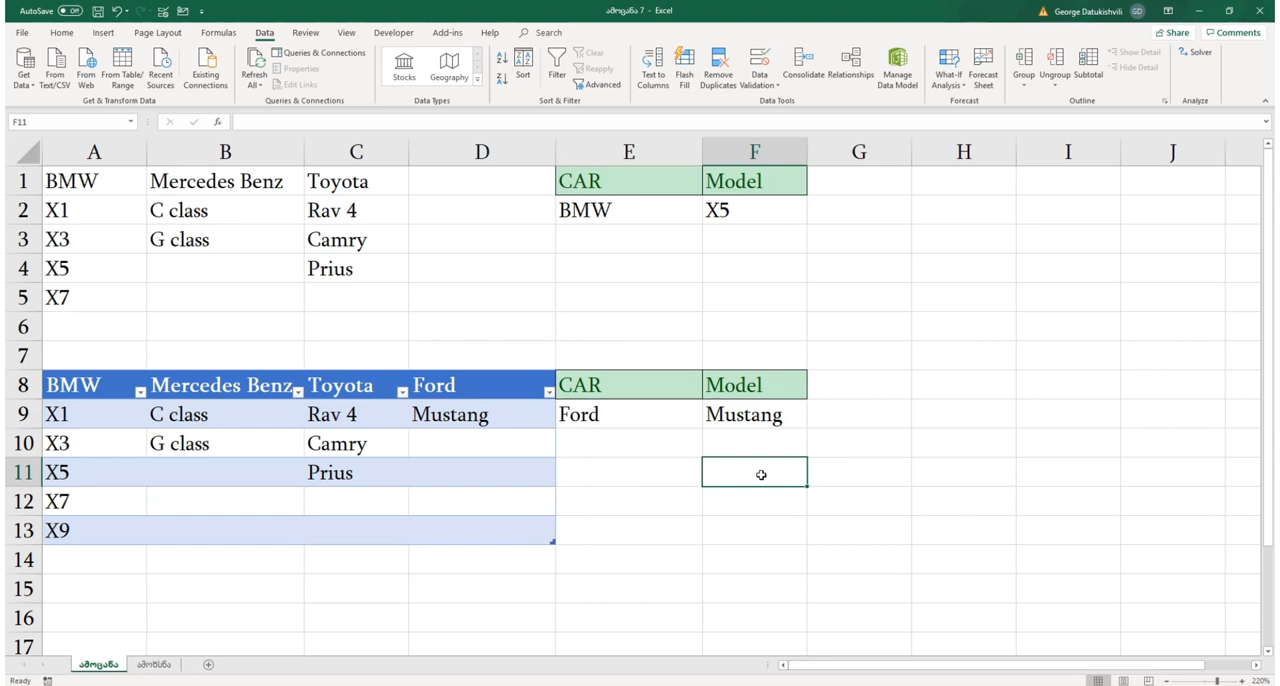 AutoSave Off ამოცანა 7 - Excel George Datukishvili GD
File Home Insert Page Layout Formulas Data Review View Developer Add-ins Help Search Share Comments
Get Data From Text/CSV From Web From Table/Range Recent Sources Existing Connections Refresh All Queries & Connections Properties Edit Links Stocks Geography Sort Filter Clear Reapply Advanced Text to Columns Flash Fill Remove Duplicates Data Validation Consolidate Relationships Manage Data Model What-If Analysis Forecast Sheet Group Ungroup Subtotal Show Detail Hide Detail Solver
Get & Transform Data Queries & Connections Data Types Sort & Filter Data Tools Forecast Outline Analyze
F11 fx
A B C D E F G H I J
1 BMW Mercedes Benz Toyota CAR Model
2 X1 C class Rav 4 BMW X5
3 X3 G class Camry
4 X5 Prius
5 X7
6
7
8 BMW Mercedes Benz Toyota Ford CAR Model
9 X1 C class Rav 4 Mustang Ford Mustang
10 X3 G class Camry
11 X5 Prius
12 X7
13 X9
14
15
16
17
ამოცანა ამოხსნა
Ready 220%